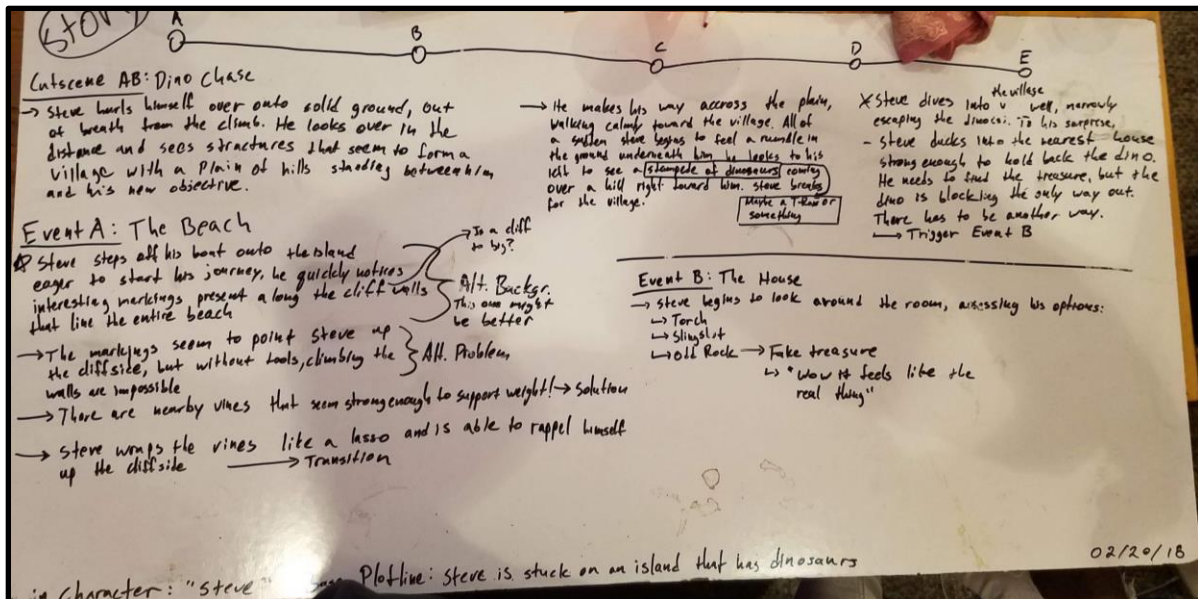 Story
A
B
C
D
E
Cutscene AB: Dino Chase
→ Steve hurls himself over onto solid ground, out
of breath from the climb. He looks over in the
distance and sees structures that seem to form a
village with a Plain of hills standing between him
and his new objective.
→ He makes his way accross the plain,
walking calmly toward the village. All of
a sudden steve begins to feel a rumble in
the ground underneath him he looks to his
left to see a stampede of dinosaurs coming
over a hill right toward him. steve breaks
for the village.
Maybe a T-Rex or
something
the village
* Steve dives into v well, narrowly
escaping the To his surprise,
- Steve ducks into the nearest house
strong enough to hold back the dino.
He needs to find the treasure, but the
dino is blocking the only way out.
There has to be another way.
→ Trigger Event B
Event A: The Beach
Steve steps off his boat onto the island
eager to start his journey, he quickly notices
interesting markings present along the cliff walls
that line the entire beach
→ Is a cliff
to big?
Alt. Backgr.
This one might
be better
→ The markings seem to point Steve up
the cliffside, but without tools, climbing the
walls are impossible
Alt. Problem
→ There are nearby vines that seem strong enough to support weight! → Solution
→ Steve wraps the vines like a lasso and is able to rappel himself
up the cliffside → Transition
Event B: The House
→ Steve begins to look around the room, assessing his options:
↳ Torch
↳ Slingshot
↳ Odd Rock → Fake treasure
↳ "Wow it feels like the
real thing"
02/20/18
Character: "Steve" Plotline: Steve is stuck on an island that has dinosaurs